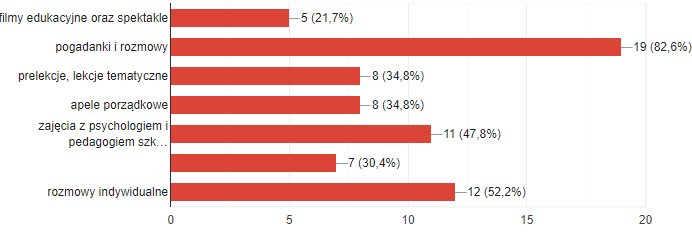 filmy edukacyjne oraz spektakle
5 (21,7%)
pogadanki i rozmowy
19 (82,6%)
prelekcje, lekcje tematyczne
8 (34,8%)
apele porządkowe
8 (34,8%)
zajęcia z psychologiem i
pedagogiem szk…
11 (47,8%)
7 (30,4%)
rozmowy indywidualne
12 (52,2%)
0
5
10
15
20